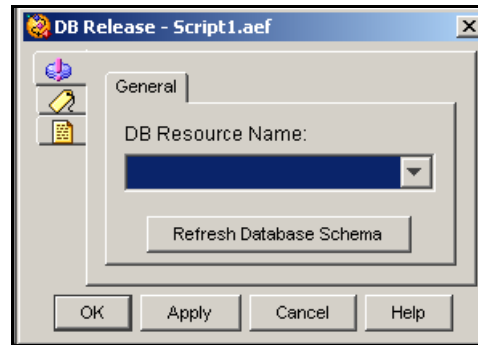 DB Release - Script1.aef
General
DB Resource Name:
Refresh Database Schema
OK Apply Cancel Help